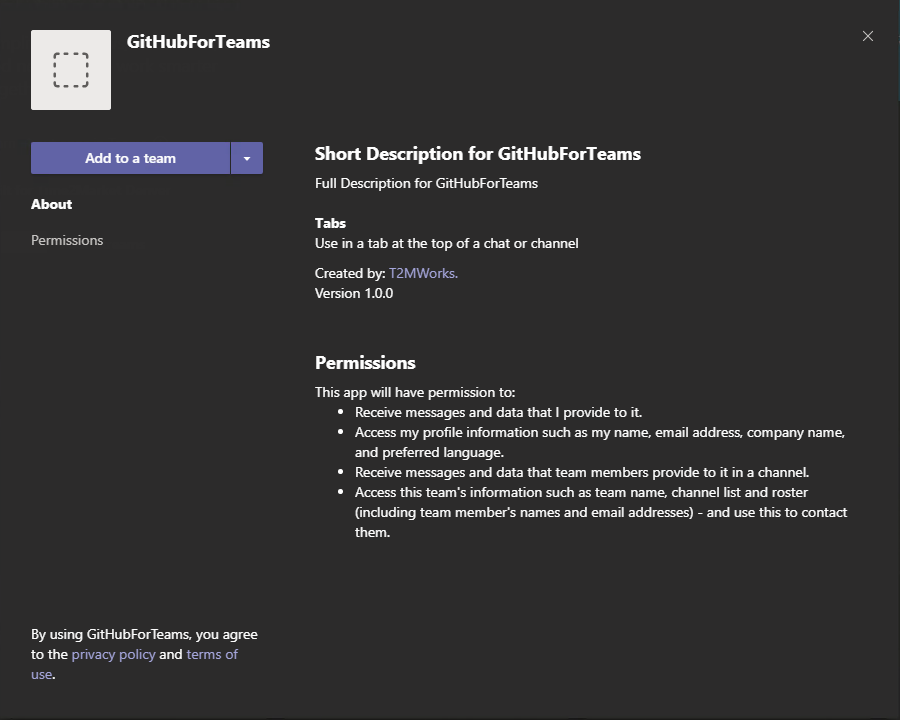 GitHubForTeams
Add to a team
About
Permissions
Short Description for GitHubForTeams
Full Description for GitHubForTeams
Tabs
Use in a tab at the top of a chat or channel
Created by: T2MWorks.
Version 1.0.0
Permissions
This app will have permission to:
• Receive messages and data that I provide to it.
• Access my profile information such as my name, email address, company name,
and preferred language.
• Receive messages and data that team members provide to it in a channel.
• Access this team's information such as team name, channel list and roster
(including team member's names and email addresses) - and use this to contact
them.
By using GitHubForTeams, you agree
to the privacy policy and terms of
use.